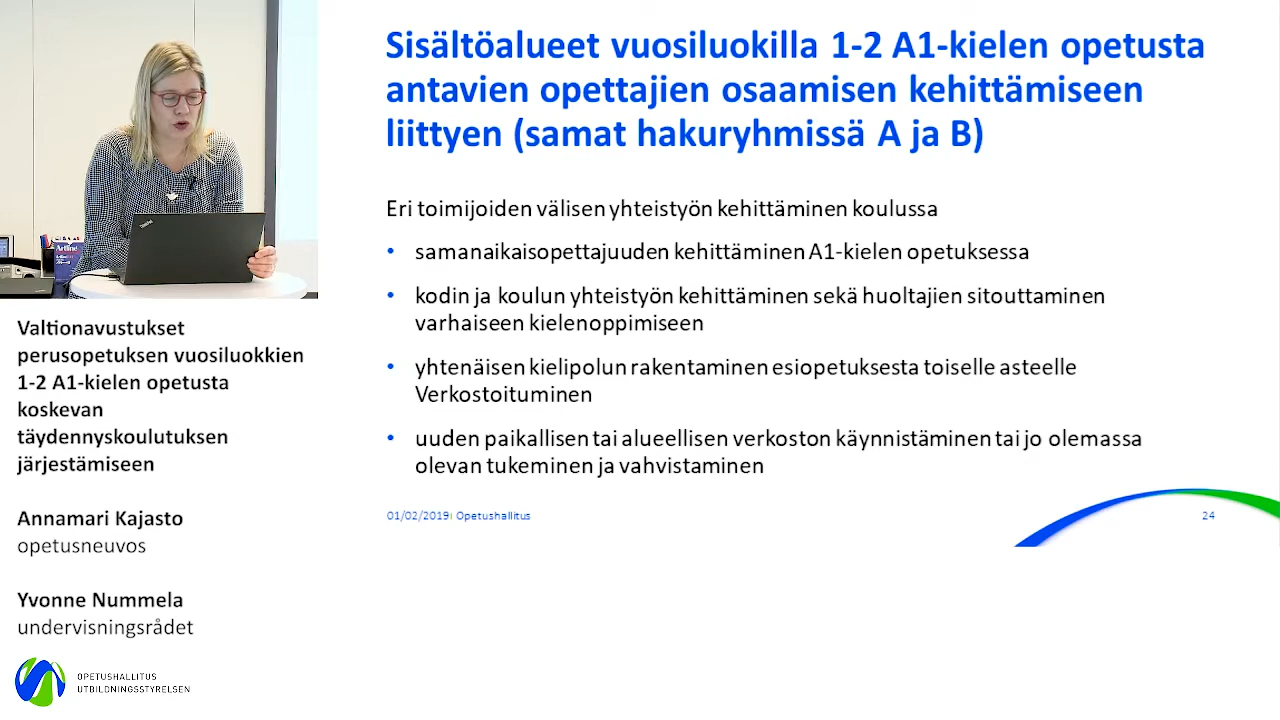 Sisältöalueet vuosiluokilla 1-2 A1-kielen opetusta
antavien opettajien osaamisen kehittämiseen
liittyen (samat hakuryhmissä A ja B)
Eri toimijoiden välisen yhteistyön kehittäminen koulussa
• samanaikaisopettajuuden kehittäminen A1-kielen opetuksessa
• kodin ja koulun yhteistyön kehittäminen sekä huoltajien sitouttaminen
varhaiseen kielenoppimiseen
• yhtenäisen kielipolun rakentaminen esiopetuksesta toiselle asteelle
Verkostoituminen
• uuden paikallisen tai alueellisen verkoston käynnistäminen tai jo olemassa
olevan tukeminen ja vahvistaminen
01/02/2019 Opetushallitus
24
Valtionavustukset
perusopetuksen vuosiluokkien
1-2 A1-kielen opetusta
koskevan
täydennyskoulutuksen
järjestämiseen
Annamari Kajasto
opetusneuvos
Yvonne Nummela
undervisningsrådet
OPETUSHALLITUS
UTBILDNINGSSTYRELSEN
ThinkPad
Artline